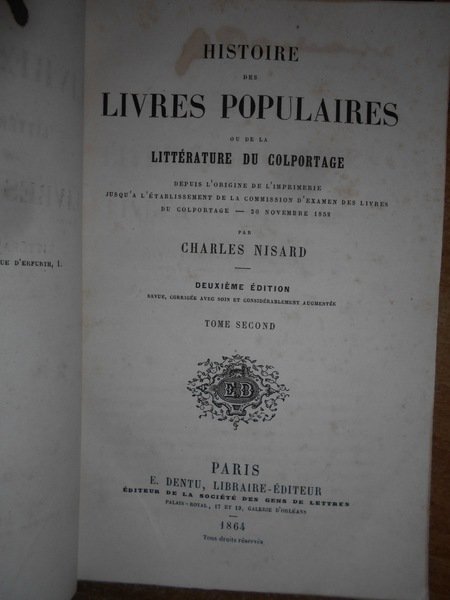 HISTOIRE
DES
LIVRES POPULAIRES
OU DE LA
LITTÉRATURE DU COLPORTAGE
DEPUIS L'ORIGINE DE L'IMPRIMERIE
JUSQU'A L'ÉTABLISSEMENT DE LA COMMISSION D'EXAMEN DES LIVRES
DU COLPORTAGE — 30 NOVEMBRE 1852
PAR
CHARLES NISARD
DEUXIÈME ÉDITION
REVUE, CORRIGÉE AVEC SOIN ET CONSIDÉRABLEMENT AUGMENTÉE
TOME SECOND
ED
PARIS
E. DENTU, LIBRAIRE-ÉDITEUR
ÉDITEUR DE LA SOCIÉTÉ DES GENS DE LETTRES
PALAIS-ROYAL, 17 ET 19, GALERIE D'ORLÉANS
1864
Tous droits réservés
UE D'ERFURTH, 1.